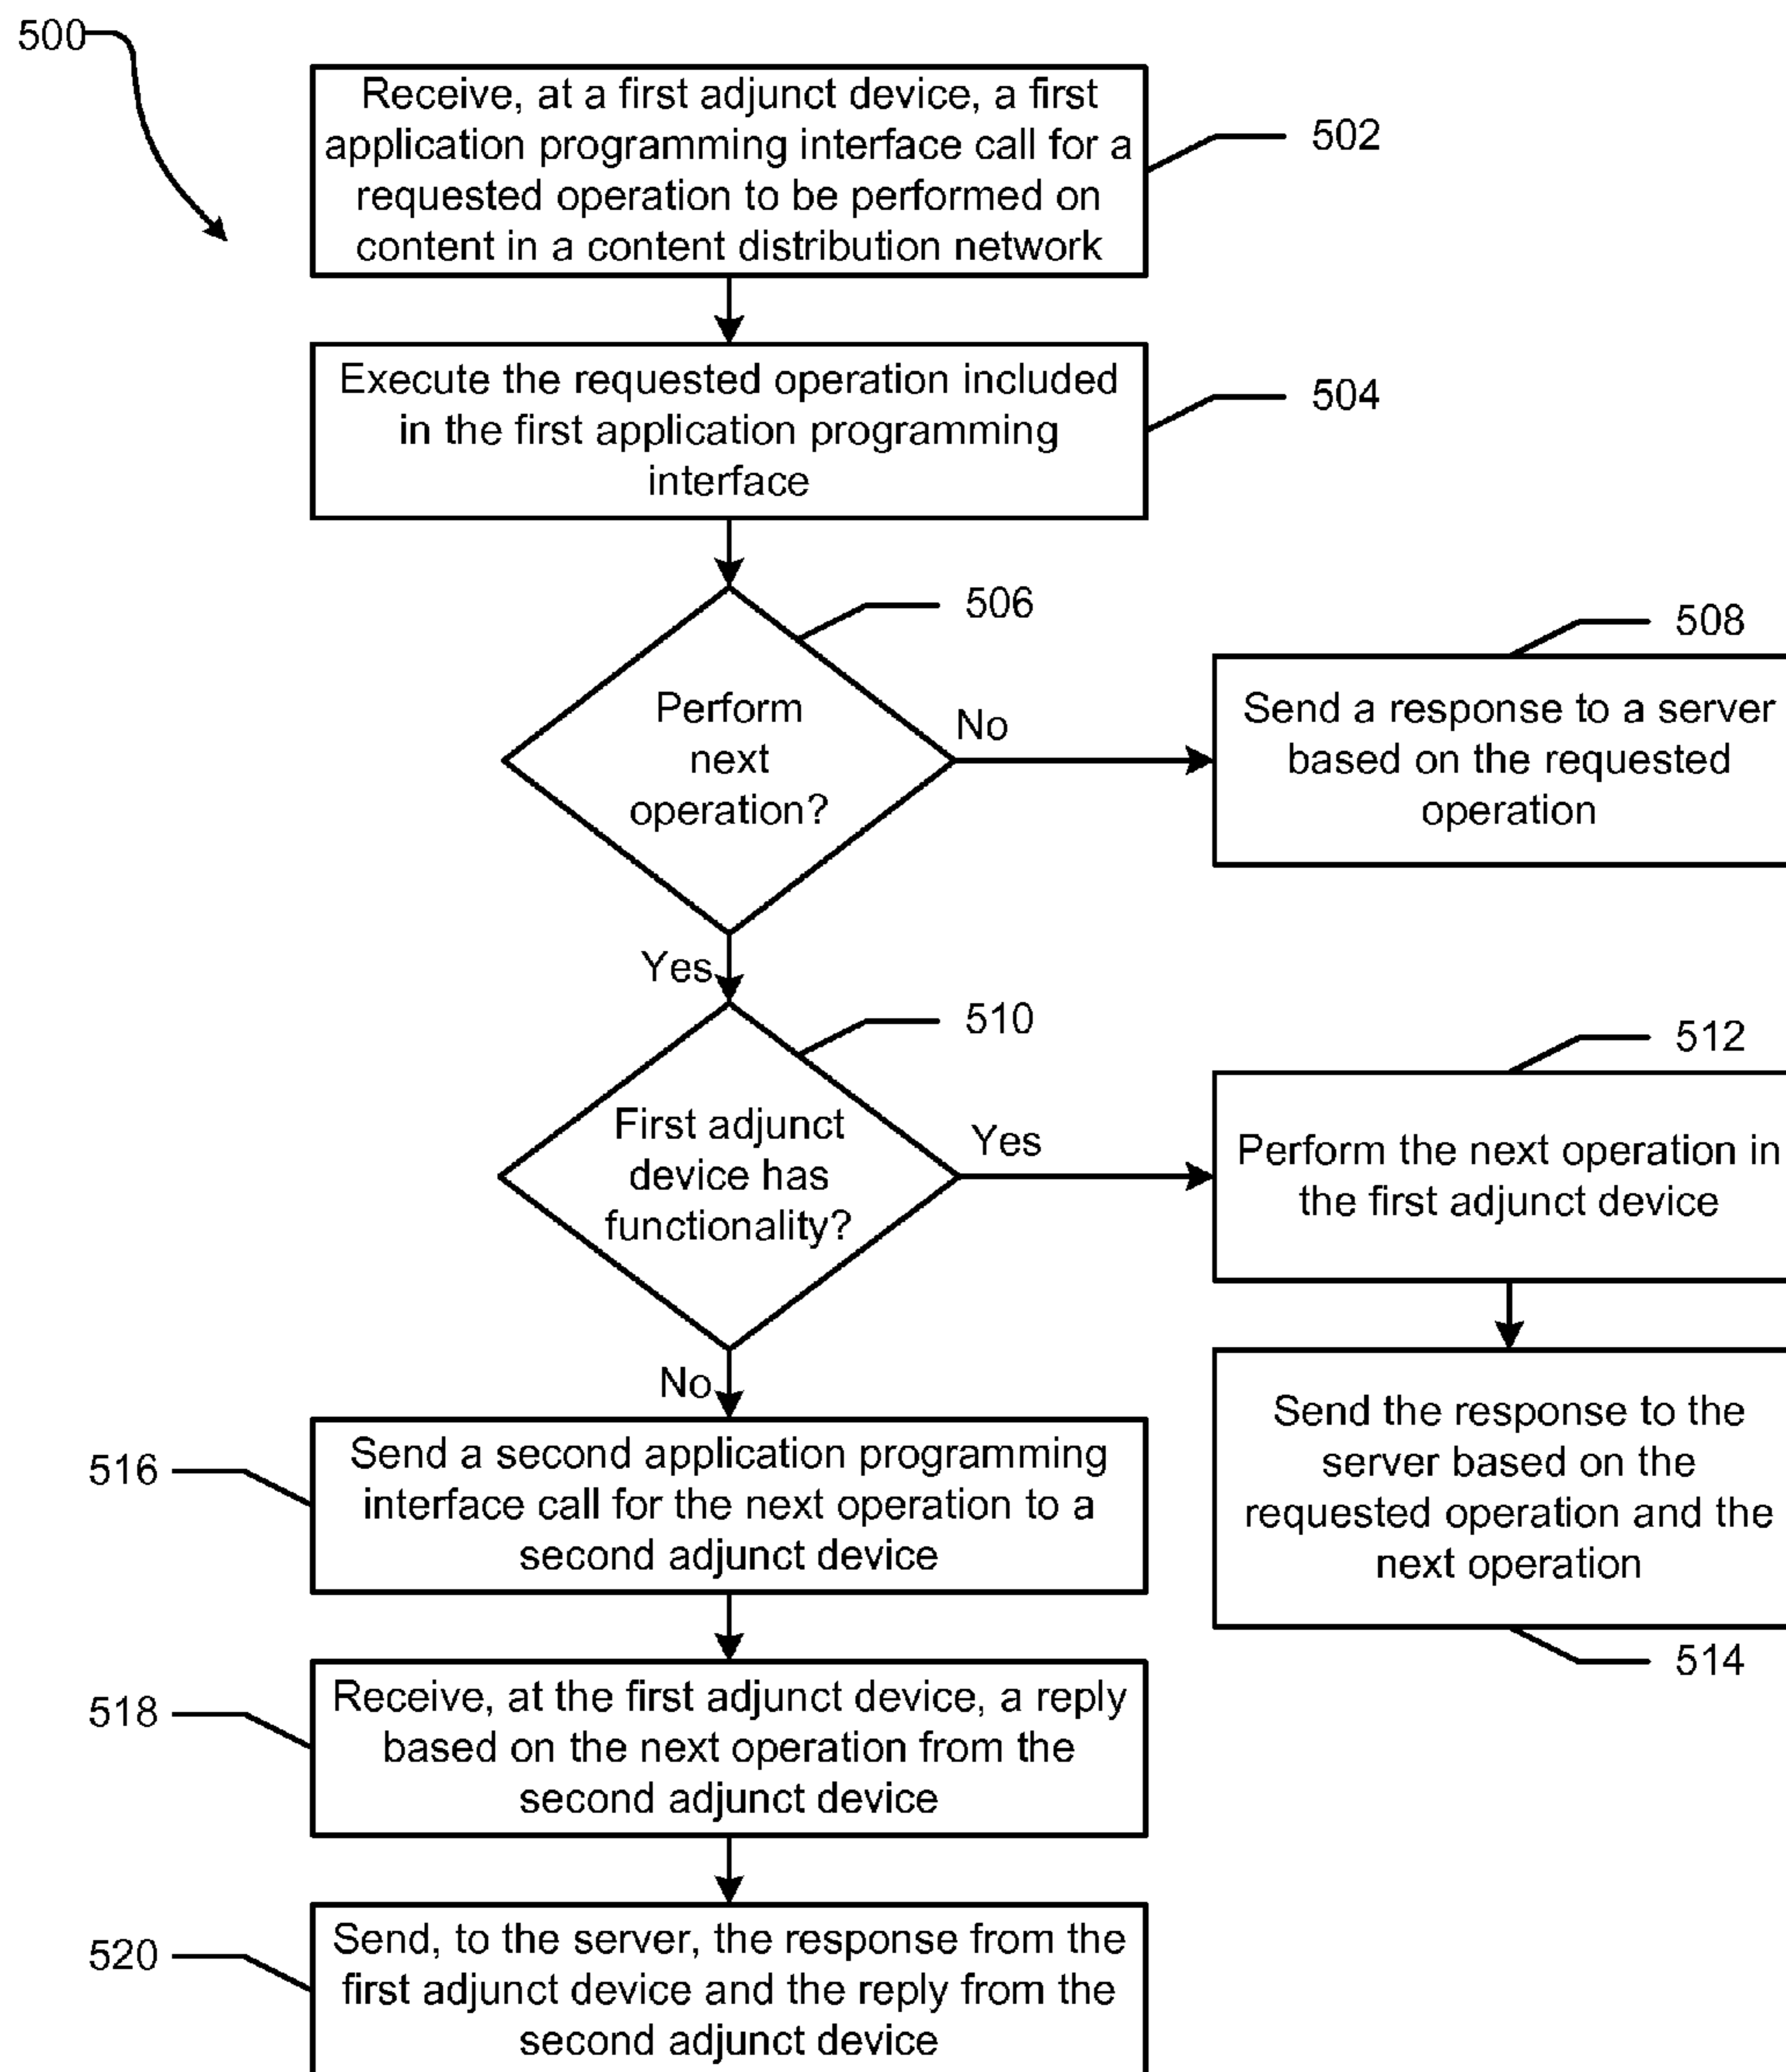 500
Receive, at a first adjunct device, a first
application programming interface call for a
requested operation to be performed on
content in a content distribution network
502
Execute the requested operation included
in the first application programming
interface
504
506
Perform
next
operation?
No
508
Send a response to a server
based on the requested
operation
Yes
510
First adjunct
device has
functionality?
Yes
512
Perform the next operation in
the first adjunct device
Send the response to the
server based on the
requested operation and the
next operation
514
No
516
Send a second application programming
interface call for the next operation to a
second adjunct device
518
Receive, at the first adjunct device, a reply
based on the next operation from the
second adjunct device
520
Send, to the server, the response from the
first adjunct device and the reply from the
second adjunct device